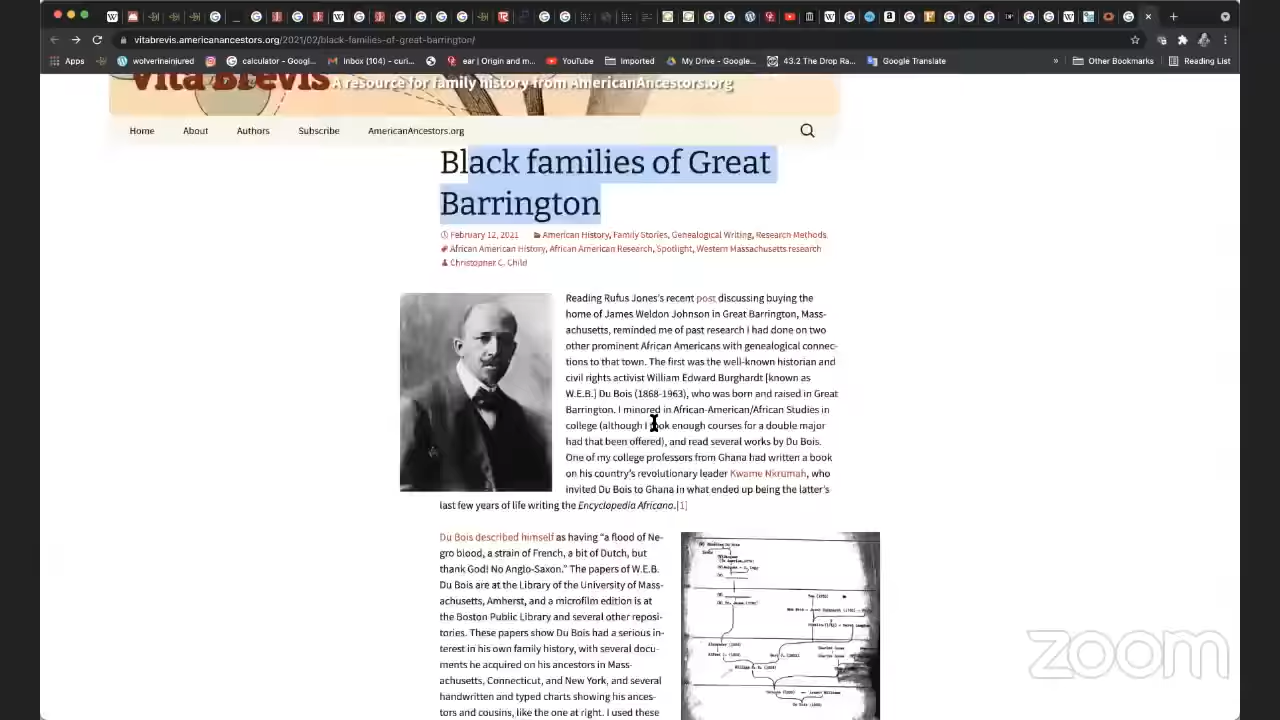 vitabrevis.americanancestors.org/2021/02/black-families-of-great-barrington/
Apps
wolverineinjured
calculator - Googl...
Inbox (104) - curi...
ear | Origin and m...
YouTube
Imported
My Drive - Google...
43.2 The Drop Ra...
Google Translate
»
Other Bookmarks
Reading List
Vita Brevis A resource for family history from AmericanAncestors.org
Home
About
Authors
Subscribe
AmericanAncestors.org
Black families of Great
Barrington
February 12, 2021 American History, Family Stories, Genealogical Writing, Research Methods
African American History, African American Research, Spotlight, Western Massachusetts research
Christopher C. Child
Reading Rufus Jones's recent post discussing buying the
home of James Weldon Johnson in Great Barrington, Mass-
achusetts, reminded me of past research I had done on two
other prominent African Americans with genealogical connec-
tions to that town. The first was the well-known historian and
civil rights activist William Edward Burghardt [known as
W.E.B.] Du Bois (1868-1963), who was born and raised in Great
Barrington. I minored in African-American/African Studies in
college (although I took enough courses for a double major
had that been offered), and read several works by Du Bois.
One of my college professors from Ghana had written a book
on his country's revolutionary leader Kwame Nkrumah, who
invited Du Bois to Ghana in what ended up being the latter's
last few years of life writing the Encyclopedia Africana.[1]
Du Bois described himself as having "a flood of Ne-
gro blood, a strain of French, a bit of Dutch, but
thank God! No Anglo-Saxon." The papers of W.E.B.
Du Bois are at the Library of the University of Mass-
achusetts, Amherst, and a microfilm edition is at
the Boston Public Library and several other reposi-
tories. These papers show Du Bois had a serious in-
terest in his own family history with several docu-
ments he acquired on his ancestors in Mass-
achusetts, Connecticut, and New York, and several
handwritten and typed charts showing his ances-
tors and cousins, like the one at right. I used these
zoom